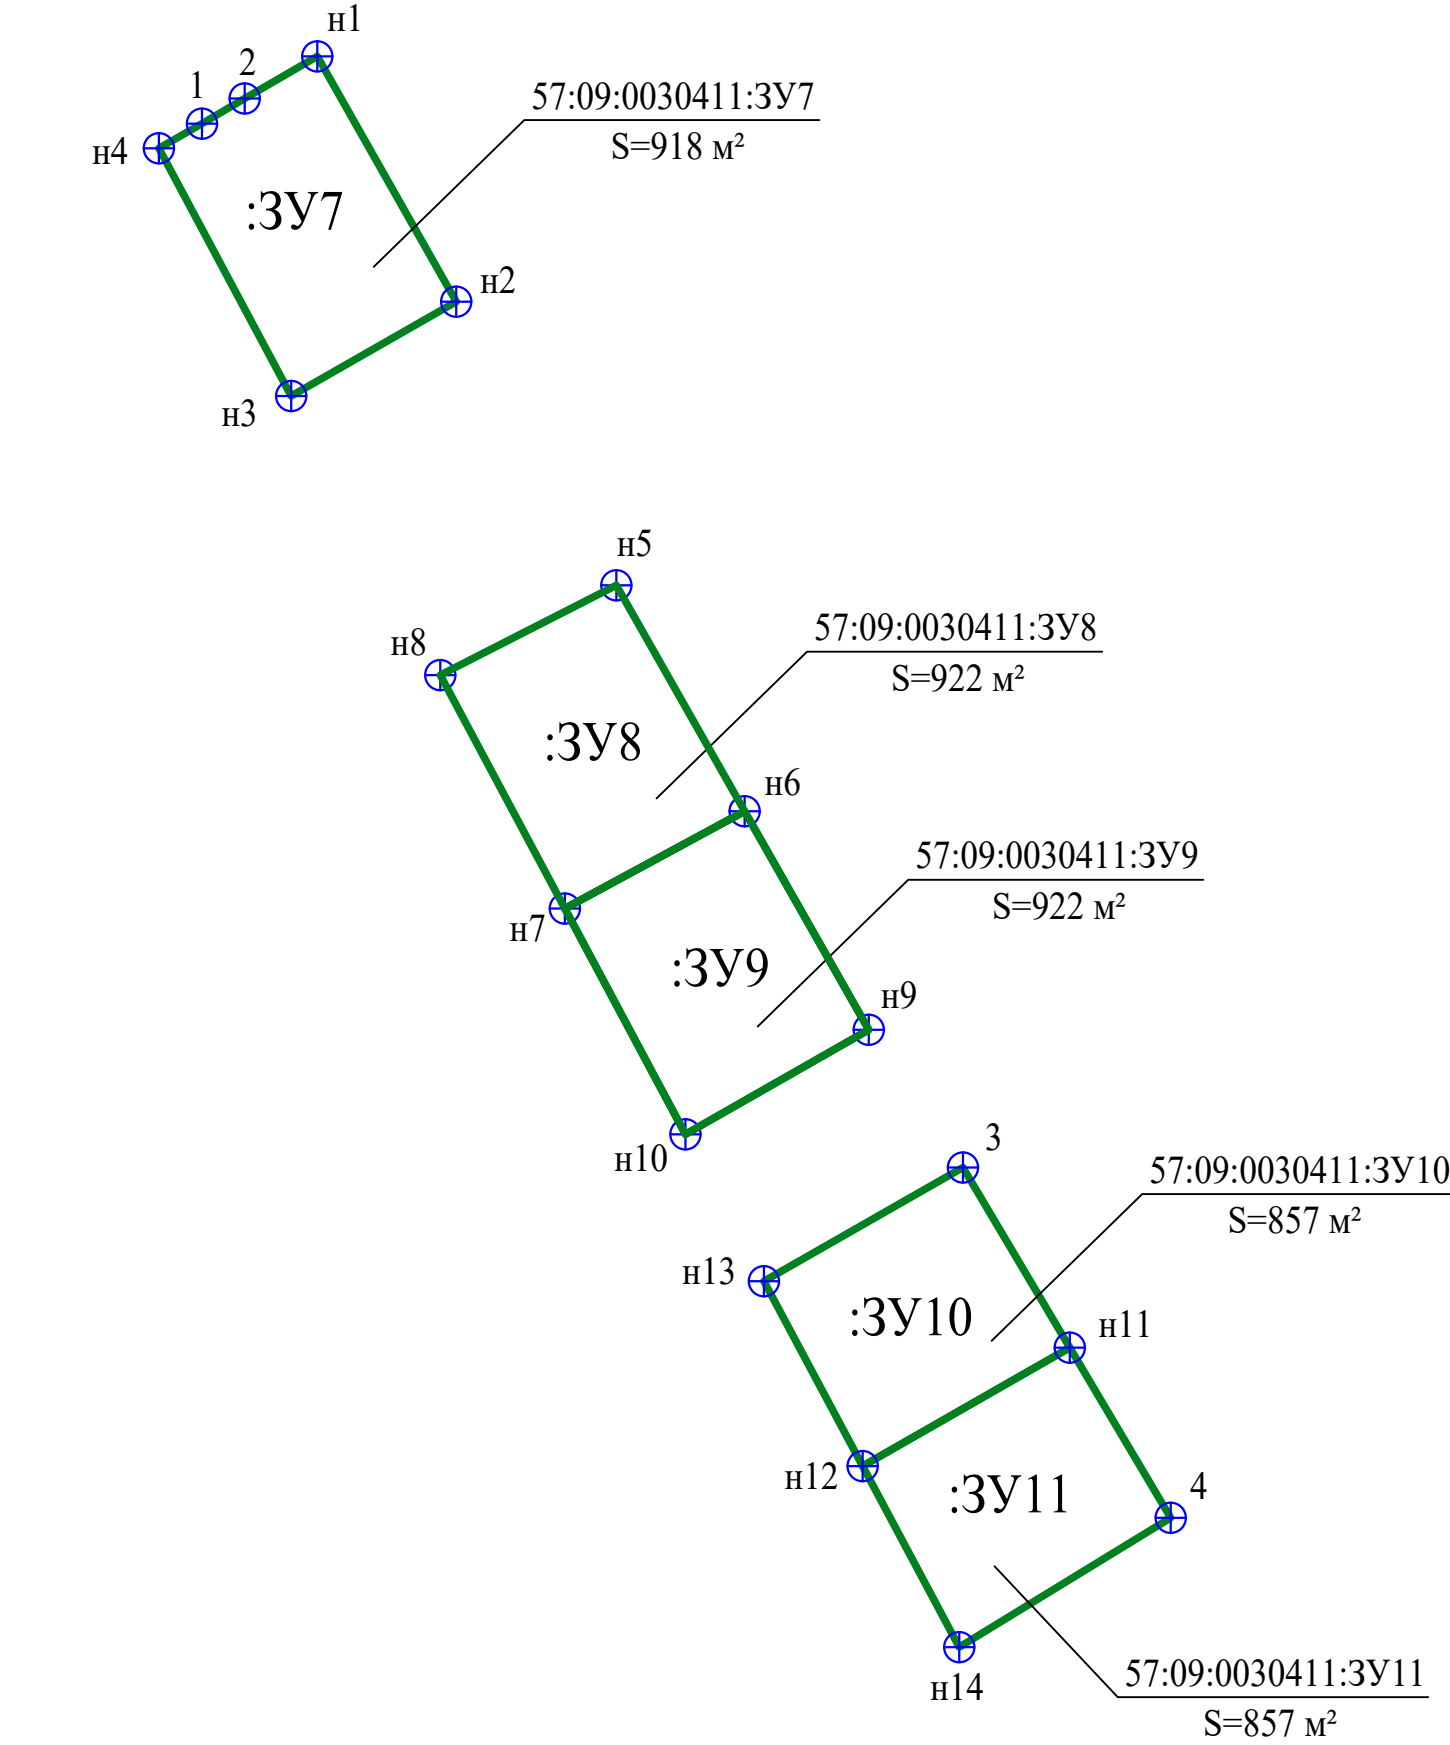 н1
2
1
57:09:0030411:ЗУ7
S=918 м²
н4
:ЗУ7
н2
н3
н5
57:09:0030411:ЗУ8
н8
S=922 м²
:ЗУ8
н6
57:09:0030411:ЗУ9
S=922 м²
н7
:ЗУ9
н9
н10
3
57:09:0030411:ЗУ10
S=857 м²
н13
:ЗУ10
н11
н12
:ЗУ11
4
57:09:0030411:ЗУ11
н14
S=857 м²